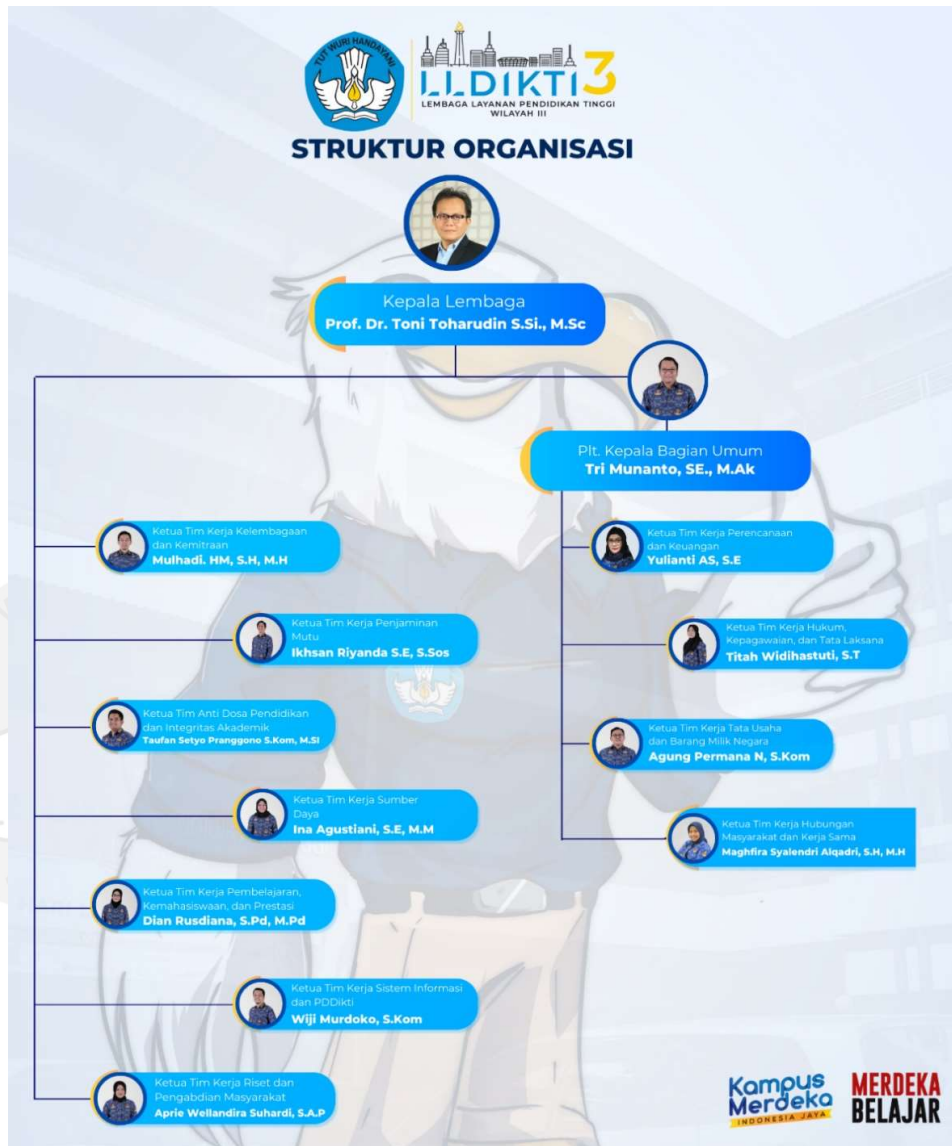 TUT WURI HANDAYANI
LLDIKTI 3
LEMBAGA LAYANAN PENDIDIKAN TINGGI
WILAYAH III
STRUKTUR ORGANISASI
Kepala Lembaga
Prof. Dr. Toni Toharudin S.Si., M.Sc
Plt. Kepala Bagian Umum
Tri Munanto, SE., M.Ak
Ketua Tim Kerja Kelembagaan
dan Kemitraan
Mulhadi. HM, S.H, M.H
Ketua Tim Kerja Penjaminan
Mutu
Ikhsan Riyanda S.E, S.Sos
Ketua Tim Anti Dosa Pendidikan
dan Integritas Akademik
Taufan Setyo Pranggono S.Kom, M.SI
Ketua Tim Kerja Sumber
Daya
Ina Agustiani, S.E, M.M
Ketua Tim Kerja Pembelajaran,
Kemahasiswaan, dan Prestasi
Dian Rusdiana, S.Pd, M.Pd
Ketua Tim Kerja Sistem Informasi
dan PDDikti
Wiji Murdoko, S.Kom
Ketua Tim Kerja Riset dan
Pengabdian Masyarakat
Aprie Wellandira Suhardi, S.A.P
Ketua Tim Kerja Perencanaan
dan Keuangan
Yulianti AS, S.E
Ketua Tim Kerja Hukum,
Kepagawaian, dan Tata Laksana
Titah Widihastuti, S.T
Ketua Tim Kerja Tata Usaha
dan Barang Milik Negara
Agung Permana N, S.Kom
Ketua Tim Kerja Hubungan
Masyarakat dan Kerja Sama
Maghfira Syalendri Alqadri, S.H, M.H
Kampus
Merdeka
INDONESIA JAYA
MERDEKA
BELAJAR